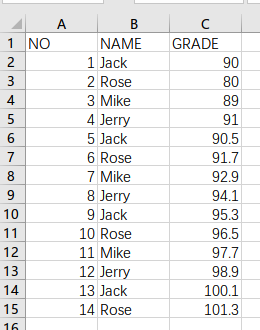 A B C
1 NO NAME GRADE
2 1 Jack 90
3 2 Rose 80
4 3 Mike 89
5 4 Jerry 91
6 5 Jack 90.5
7 6 Rose 91.7
8 7 Mike 92.9
9 8 Jerry 94.1
10 9 Jack 95.3
11 10 Rose 96.5
12 11 Mike 97.7
13 12 Jerry 98.9
14 13 Jack 100.1
15 14 Rose 101.3
16